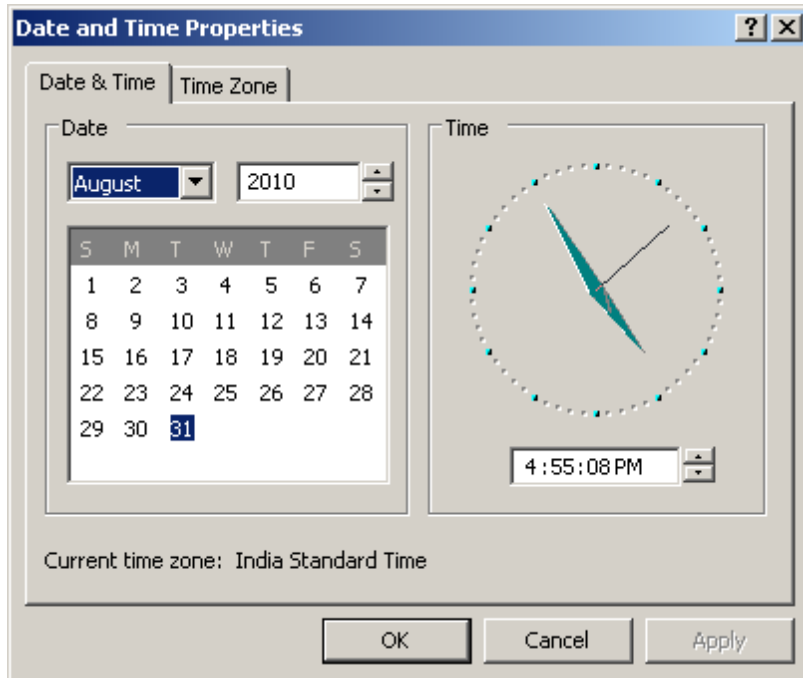 Date and Time Properties
Date & Time
Time Zone
Date
August
2010
S M T W T F S
1 2 3 4 5 6 7
8 9 10 11 12 13 14
15 16 17 18 19 20 21
22 23 24 25 26 27 28
29 30 31
Time
4:55:08 PM
Current time zone: India Standard Time
OK
Cancel
Apply